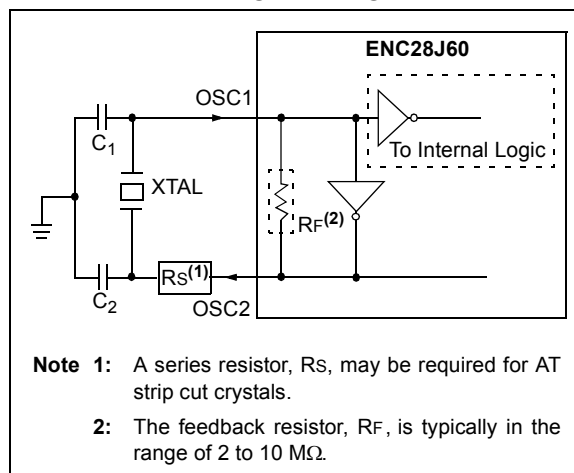 ENC28J60
OSC1
C1
To Internal Logic
XTAL
RF(2)
RS(1)
C2
OSC2
Note 1: A series resistor, RS, may be required for AT
strip cut crystals.
2: The feedback resistor, RF, is typically in the
range of 2 to 10 MΩ.